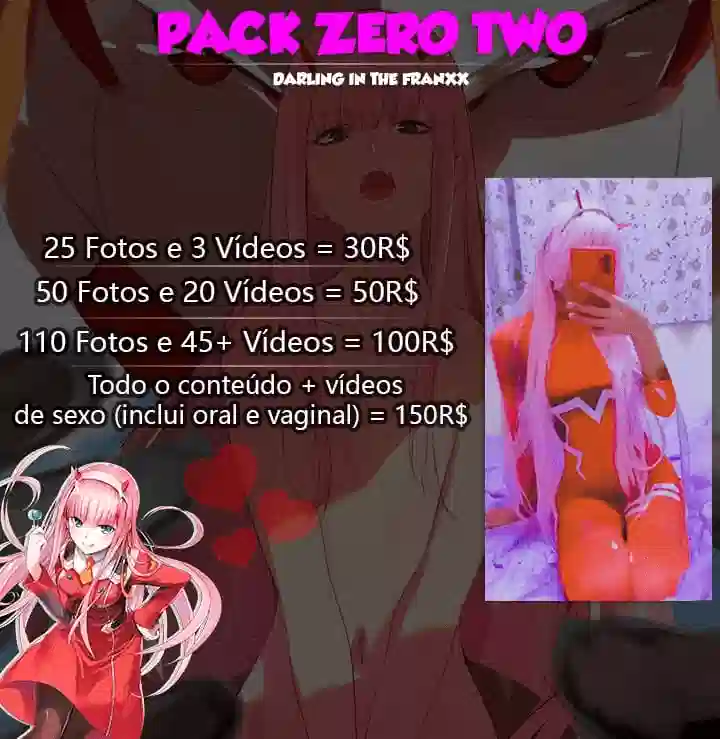 PACK ZERO TWO
DARLING IN THE FRANXX
25 Fotos e 3 Vídeos = 30R$
50 Fotos e 20 Vídeos = 50R$
110 Fotos e 45+ Vídeos = 100R$
Todo o conteúdo + vídeos
de sexo (inclui oral e vaginal) = 150R$